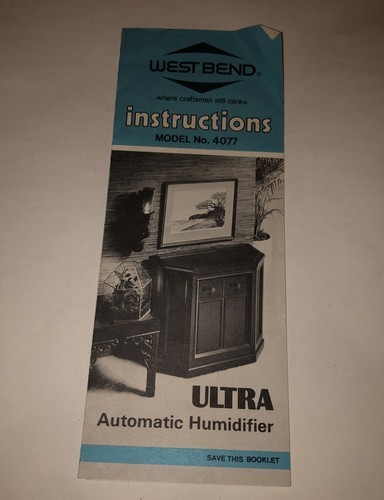 WEST BEND®
...where craftsmen still care®
instructions
MODEL No. 4077
ULTRA
Automatic Humidifier
SAVE THIS BOOKLET